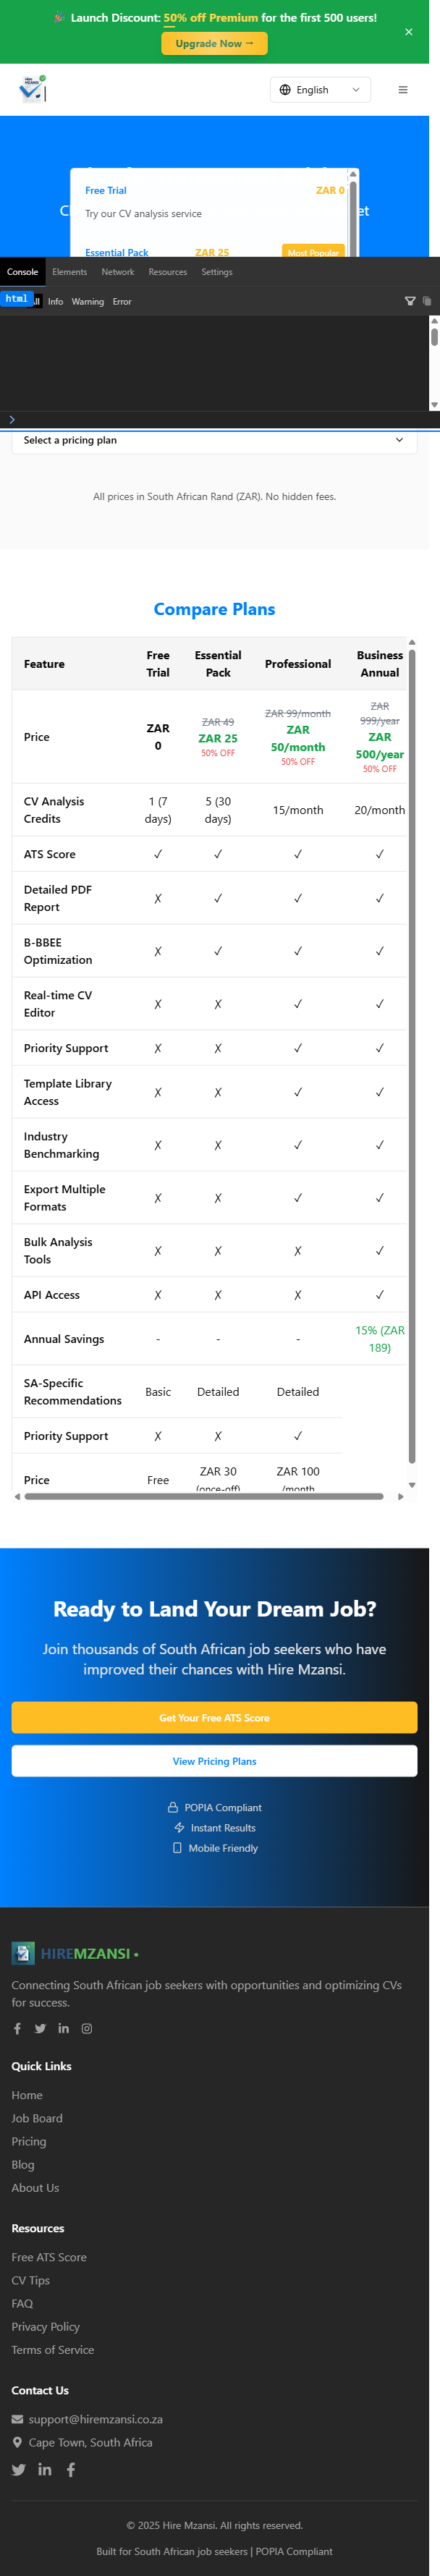 🎉 Launch Discount: 50% off Premium for the first 500 users!
Upgrade Now →
×
English
Free Trial ZAR 0
Try our CV analysis service
Essential Pack ZAR 25 Most Popular
Console Elements Network Resources Settings
html All Info Warning Error
Select a pricing plan
All prices in South African Rand (ZAR). No hidden fees.
Compare Plans
Feature Free Trial Essential Pack Professional Business Annual
Price ZAR 0 ZAR 49 ZAR 25 50% OFF ZAR 99/month ZAR 50/month 50% OFF ZAR 999/year ZAR 500/year 50% OFF
CV Analysis Credits 1 (7 days) 5 (30 days) 15/month 20/month
ATS Score ✓ ✓ ✓ ✓
Detailed PDF Report ✗ ✓ ✓ ✓
B-BBEE Optimization ✗ ✓ ✓ ✓
Real-time CV Editor ✗ ✗ ✓ ✓
Priority Support ✗ ✗ ✓ ✓
Template Library Access ✗ ✗ ✓ ✓
Industry Benchmarking ✗ ✗ ✓ ✓
Export Multiple Formats ✗ ✗ ✓ ✓
Bulk Analysis Tools ✗ ✗ ✗ ✓
API Access ✗ ✗ ✗ ✓
Annual Savings - - - 15% (ZAR 189)
SA-Specific Recommendations Basic Detailed Detailed
Priority Support ✗ ✗ ✓
Price Free ZAR 30 (once-off) ZAR 100 /month
Ready to Land Your Dream Job?
Join thousands of South African job seekers who have
improved their chances with Hire Mzansi.
Get Your Free ATS Score
View Pricing Plans
POPIA Compliant
Instant Results
Mobile Friendly
HIREMZANSI
Connecting South African job seekers with opportunities and optimizing CVs
for success.
Quick Links
Home
Job Board
Pricing
Blog
About Us
Resources
Free ATS Score
CV Tips
FAQ
Privacy Policy
Terms of Service
Contact Us
support@hiremzansi.co.za
Cape Town, South Africa
© 2025 Hire Mzansi. All rights reserved.
Built for South African job seekers | POPIA Compliant